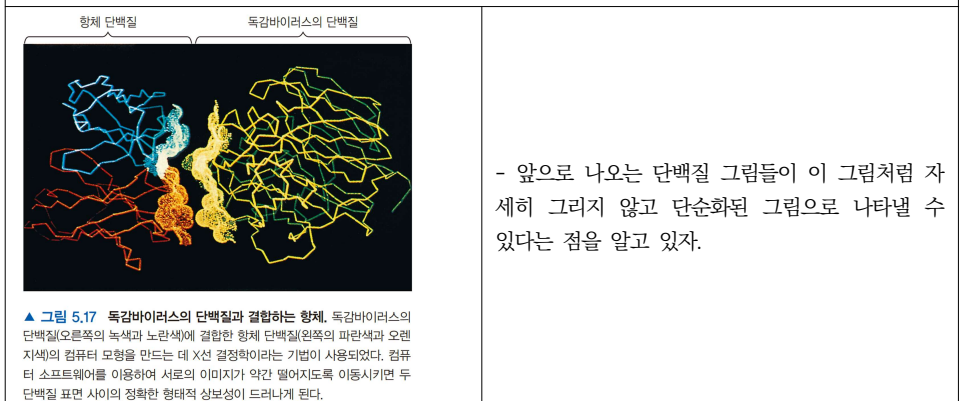 항체 단백질
독감바이러스의 단백질
▲ 그림 5.17 독감바이러스의 단백질과 결합하는 항체. 독감바이러스의
단백질(오른쪽의 녹색과 노란색)에 결합한 항체 단백질(왼쪽의 파란색과 오렌
지색)의 컴퓨터 모형을 만드는 데 X선 결정학이라는 기법이 사용되었다. 컴퓨
터 소프트웨어를 이용하여 서로의 이미지가 약간 떨어지도록 이동시키면 두
단백질 표면 사이의 정확한 형태적 상보성이 드러나게 된다.
- 앞으로 나오는 단백질 그림들이 이 그림처럼 자
세히 그리지 않고 단순화된 그림으로 나타낼 수
있다는 점을 알고 있자.